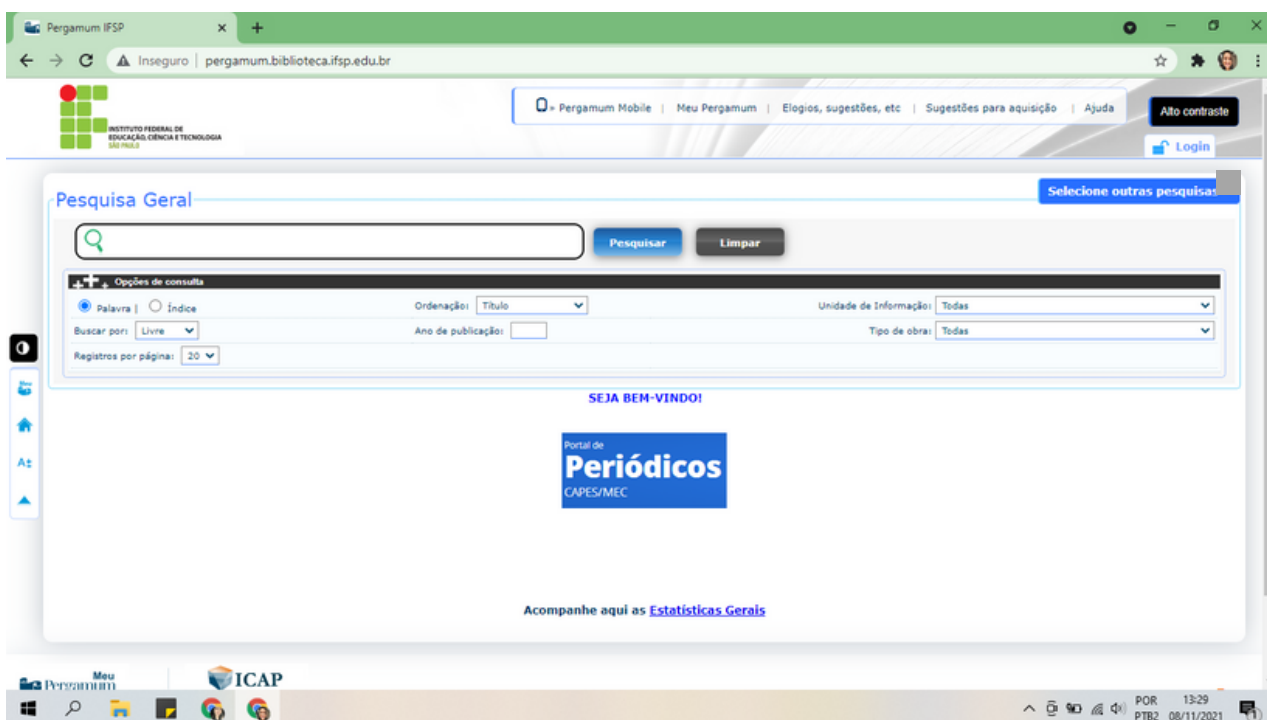 Pergamum IFSP
Inseguro | pergamum.biblioteca.ifsp.edu.br
INSTITUTO FEDERAL DE
EDUCAÇÃO, CIÊNCIA E TECNOLOGIA
SÃO PAULO
Pergamum Mobile | Meu Pergamum | Elogios, sugestões, etc | Sugestões para aquisição | Ajuda
Alto contraste
Login
Selecione outras pesquisas
Pesquisa Geral
Pesquisar Limpar
Opções de consulta
Palavra | Índice Ordenação: Título Unidade de Informação: Todas
Buscar por: Livre Ano de publicação: Tipo de obra: Todas
Registros por página: 20
SEJA BEM-VINDO!
Portal de
Periódicos
CAPES/MEC
A±
Acompanhe aqui as Estatísticas Gerais
Meu
Pergamum ICAP
POR 13:29
PTB2 08/11/2021